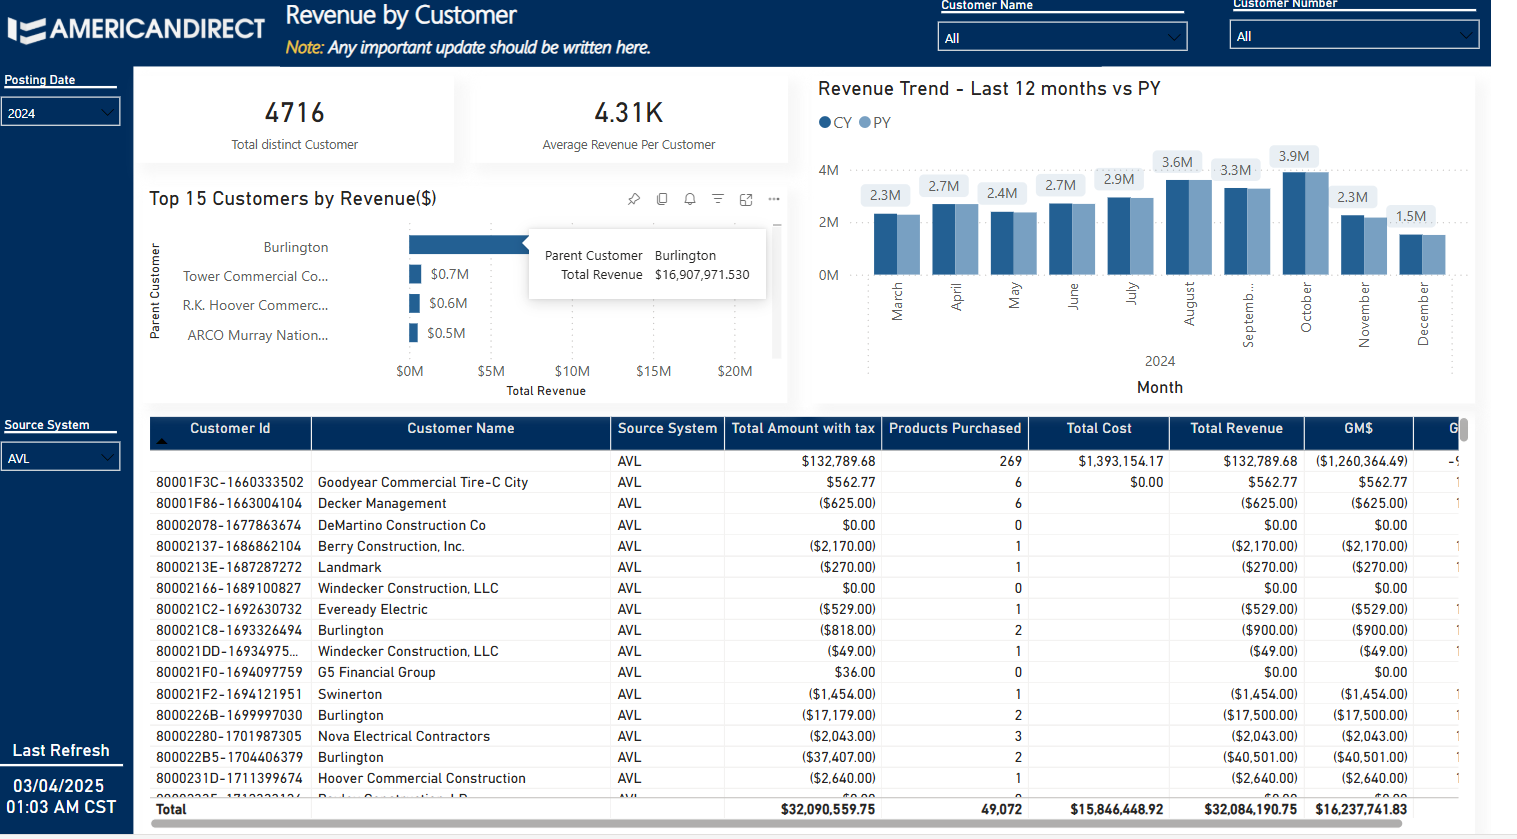 AMERICANDIRECT
Revenue by Customer
Note: Any important update should be written here.
Customer Name
All
Customer Number
All
Posting Date
2024
4716
Total distinct Customer
4.31K
Average Revenue Per Customer
Revenue Trend - Last 12 months vs PY
CY PY
4M
2M
0M
2.3M
2.7M
2.4M
2.7M
2.9M
3.6M
3.3M
3.9M
2.3M
1.5M
March
April
May
June
July
August
Septemb...
October
November
December
2024
Month
Top 15 Customers by Revenue($)
Parent Customer
Burlington
Tower Commercial Co... $0.7M
R.K. Hoover Commerc... $0.6M
ARCO Murray Nation... $0.5M
Parent Customer Burlington
Total Revenue $16,907,971.530
$0M $5M $10M $15M $20M
Total Revenue
Source System
AVL
Customer Id Customer Name Source System Total Amount with tax Products Purchased Total Cost Total Revenue GM$ G
AVL $132,789.68 269 $1,393,154.17 $132,789.68 ($1,260,364.49)
80001F3C-1660333502 Goodyear Commercial Tire-C City AVL $562.77 6 $0.00 $562.77 $562.77
80001F86-1663004104 Decker Management AVL ($625.00) 6 ($625.00) ($625.00)
80002078-1677863674 DeMartino Construction Co AVL $0.00 0 $0.00 $0.00
80002137-1686862104 Berry Construction, Inc. AVL ($2,170.00) 1 ($2,170.00) ($2,170.00)
8000213E-1687287272 Landmark AVL ($270.00) 1 ($270.00) ($270.00)
80002166-1689100827 Windecker Construction, LLC AVL $0.00 0 $0.00 $0.00
800021C2-1692630732 Eveready Electric AVL ($529.00) 1 ($529.00) ($529.00)
800021C8-1693326494 Burlington AVL ($818.00) 2 ($900.00) ($900.00)
800021DD-16934975... Windecker Construction, LLC AVL ($49.00) 1 ($49.00) ($49.00)
800021F0-1694097759 G5 Financial Group AVL $36.00 0 $0.00 $0.00
800021F2-1694121951 Swinerton AVL ($1,454.00) 1 ($1,454.00) ($1,454.00)
8000226B-1699997030 Burlington AVL ($17,179.00) 2 ($17,500.00) ($17,500.00)
80002280-1701987305 Nova Electrical Contractors AVL ($2,043.00) 3 ($2,043.00) ($2,043.00)
800022B5-1704406379 Burlington AVL ($37,407.00) 2 ($40,501.00) ($40,501.00)
8000231D-1711399674 Hoover Commercial Construction AVL ($2,640.00) 1 ($2,640.00) ($2,640.00)
Total $32,090,559.75 49,072 $15,846,448.92 $32,084,190.75 $16,237,741.83
Last Refresh
03/04/2025
01:03 AM CST